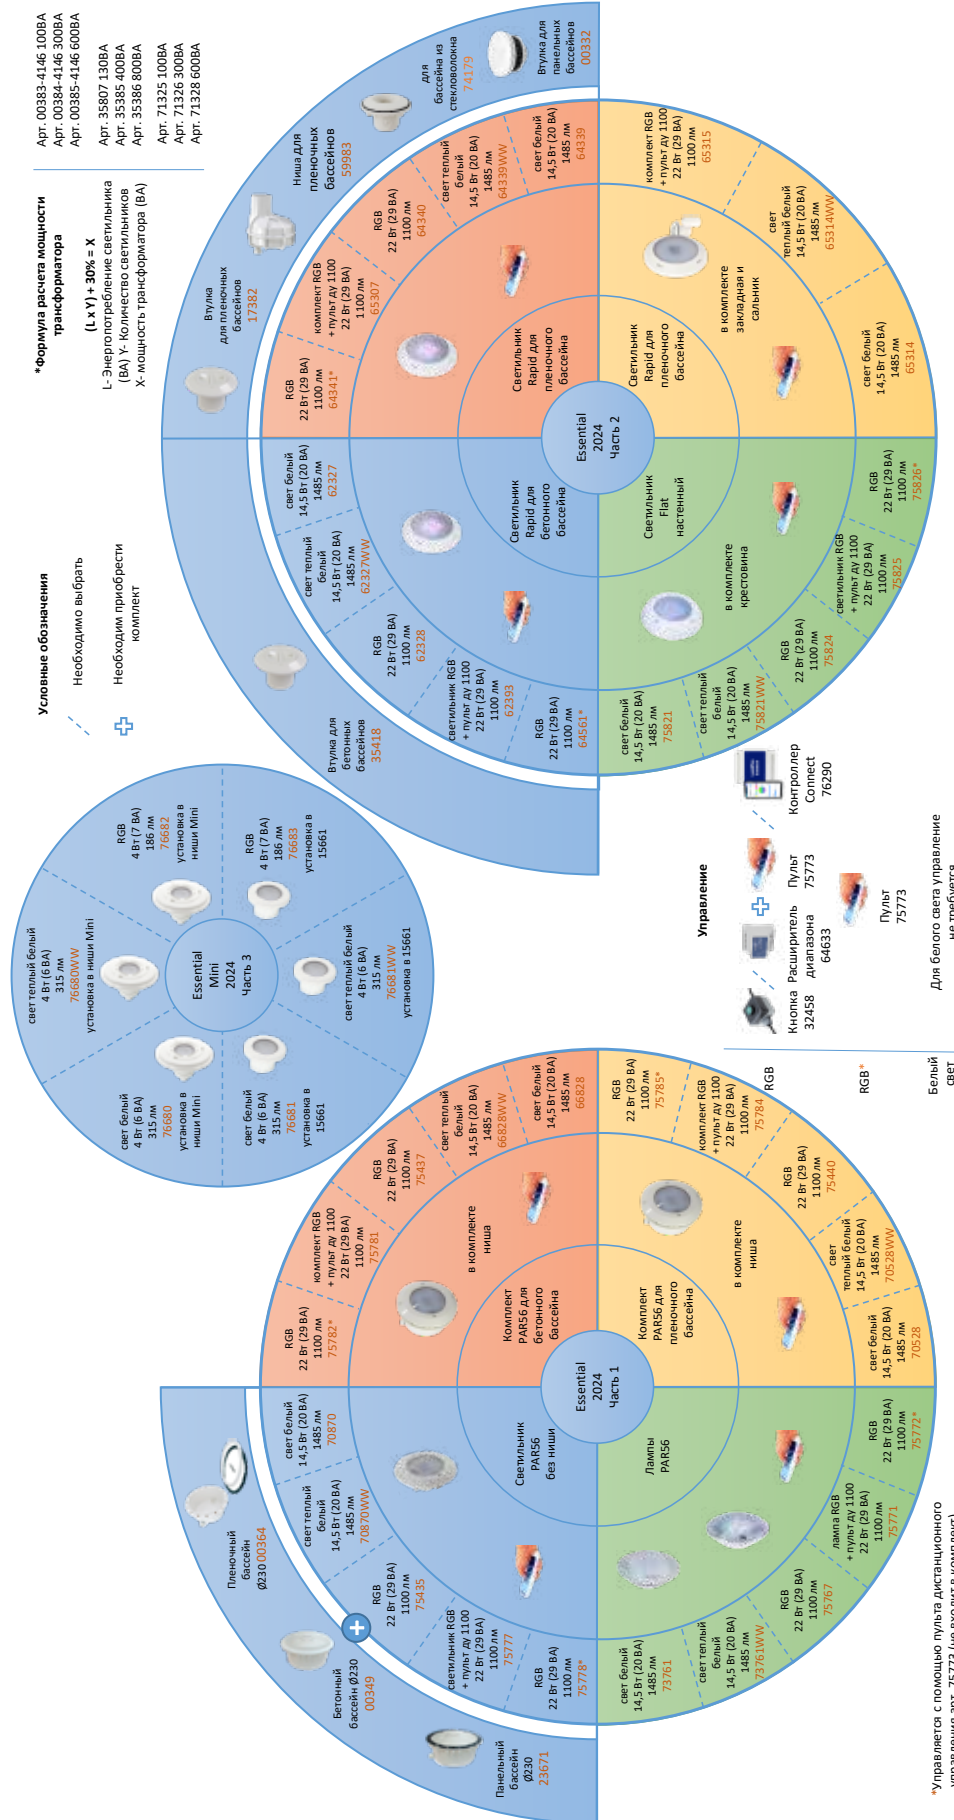 Условные обозначения
Необходимо выбрать
Необходим приобрести
комплект
*Формула расчета мощности
трансформатора
(L x Y) + 30% = X
L- Энергопотребление светильника
(ВА) Y- Количество светильников
X- мощность трансформатора (ВА)
Арт. 00383-4146 100ВА
Арт. 00384-4146 300ВА
Арт. 00385-4146 600ВА
Арт. 35807 130ВА
Арт. 35385 400ВА
Арт. 35386 800ВА
Арт. 71325 100ВА
Арт. 71326 300ВА
Арт. 71328 600ВА
Essential
2024
Часть 1
Светильник
PAR56
без ниши
Комплект
PAR56 для
бетонного
бассейна
Комплект
PAR56 для
пленочного
бассейна
Лампы
PAR56
Панельный
бассейн
Ø230
23671
Бетонный
бассейн Ø230
00349
Пленочный
бассейн
Ø230 00364
RGB
22 Вт (29 ВА)
1100 лм
75778*
светильник RGB
+ пульт ду 1100
22 Вт (29 ВА)
1100 лм
75777
RGB
22 Вт (29 ВА)
1100 лм
75435
свет теплый
белый
14,5 Вт (20 ВА)
1485 лм
70870WW
свет белый
14,5 Вт (20 ВА)
1485 лм
70870
RGB
22 Вт (29 ВА)
1100 лм
75782*
комплект RGB
+ пульт ду 1100
22 Вт (29 ВА)
1100 лм
75781
RGB
22 Вт (29 ВА)
1100 лм
75437
свет теплый
белый
14,5 Вт (20 ВА)
1485 лм
66828WW
свет белый
14,5 Вт (20 ВА)
1485 лм
66828
в комплекте
ниша
RGB
22 Вт (29 ВА)
1100 лм
75785*
комплект RGB
+ пульт ду 1100
22 Вт (29 ВА)
1100 лм
75784
RGB
22 Вт (29 ВА)
1100 лм
75440
свет
теплый белый
14,5 Вт (20 ВА)
1485 лм
70528WW
свет белый
14,5 Вт (20 ВА)
1485 лм
70528
в комплекте
ниша
свет белый
14,5 Вт (20 ВА)
1485 лм
73761
свет теплый
белый
14,5 Вт (20 ВА)
1485 лм
73761WW
RGB
22 Вт (29 ВА)
1100 лм
75767
лампа RGB
+ пульт ду 1100
22 Вт (29 ВА)
1100 лм
75771
RGB
22 Вт (29 ВА)
1100 лм
75772*
Essential
Mini
2024
Часть 3
свет белый
4 Вт (6 ВА)
315 лм
76680
установка в
ниши Mini
свет теплый белый
4 Вт (6 ВА)
315 лм
76680WW
установка в ниши Mini
RGB
4 Вт (7 ВА)
186 лм
76682
установка в
ниши Mini
свет белый
4 Вт (6 ВА)
315 лм
76681
установка в
15661
свет теплый белый
4 Вт (6 ВА)
315 лм
76681WW
установка в 15661
RGB
4 Вт (7 ВА)
186 лм
76683
установка в
15661
Essential
2024
Часть 2
Светильник
Rapid для
бетонного
бассейна
Светильник
Rapid для
пленочного
бассейна
Светильник
Rapid для
пленочного
бассейна
Светильник
Flat
настенный
Втулка для
бетонных
бассейнов
35418
Втулка
для пленочных
бассейнов
17382
Ниша для
пленочных
бассейнов
59983
для
бассейна из
стекловолокна
74179
Втулка для
панельных
бассейнов
00332
RGB
22 Вт (29 ВА)
1100 лм
64561*
светильник RGB
+ пульт ду 1100
22 Вт (29 ВА)
1100 лм
62393
RGB
22 Вт (29 ВА)
1100 лм
62328
свет теплый
белый
14,5 Вт (20 ВА)
1485 лм
62327WW
свет белый
14,5 Вт (20 ВА)
1485 лм
62327
RGB
22 Вт (29 ВА)
1100 лм
64341*
комплект RGB
+ пульт ду 1100
22 Вт (29 ВА)
1100 лм
65307
RGB
22 Вт (29 ВА)
1100 лм
64340
свет теплый
белый
14,5 Вт (20 ВА)
1485 лм
64339WW
свет белый
14,5 Вт (20 ВА)
1485 лм
64339
комплект RGB
+ пульт ду 1100
22 Вт (29 ВА)
1100 лм
65315
свет
теплый белый
14,5 Вт (20 ВА)
1485 лм
65314WW
свет белый
14,5 Вт (20 ВА)
1485 лм
65314
в комплекте
закладная и
сальник
свет белый
14,5 Вт (20 ВА)
1485 лм
75821
свет теплый
белый
14,5 Вт (20 ВА)
1485 лм
75821WW
RGB
22 Вт (29 ВА)
1100 лм
75824
светильник RGB
+ пульт ду 1100
22 Вт (29 ВА)
1100 лм
75825
RGB
22 Вт (29 ВА)
1100 лм
75826*
в комплекте
крестовина
Управление
RGB
Кнопка
32458
Расширитель
диапазона
64633
Пульт
75773
Контроллер
Connect
76290
RGB*
Пульт
75773
Белый
свет
Для белого света управление
не требуется
*Управляется с помощью пульта дистанционного
управления арт. 75773 (не входит в комплект)